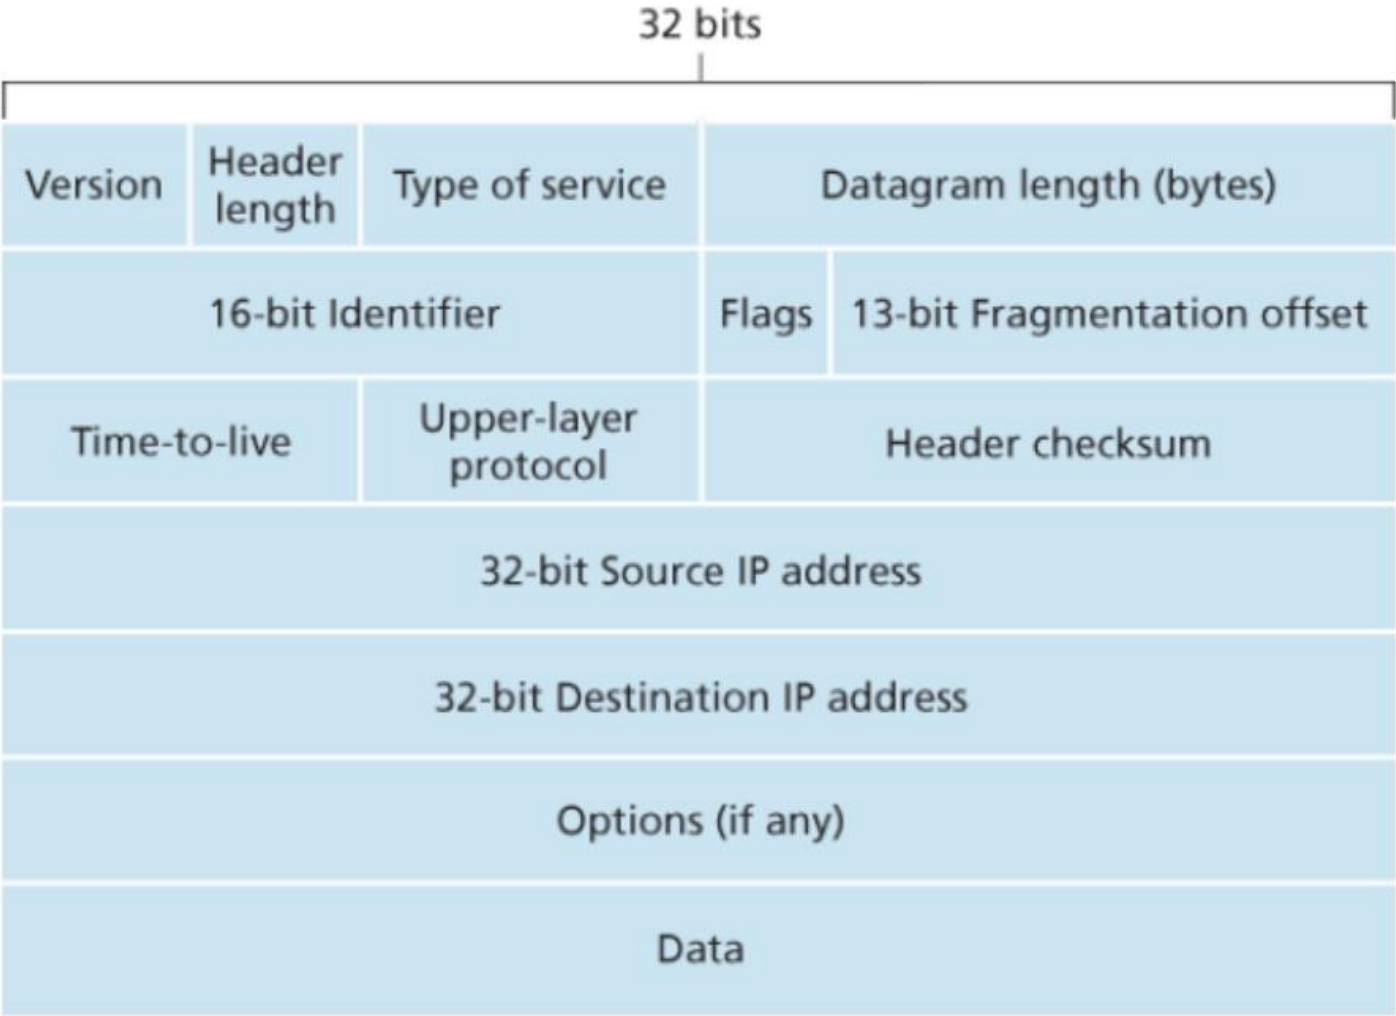 32 bits
Version
Header
length
Type of service
Datagram length (bytes)
16-bit Identifier
Flags
13-bit Fragmentation offset
Time-to-live
Upper-layer
protocol
Header checksum
32-bit Source IP address
32-bit Destination IP address
Options (if any)
Data